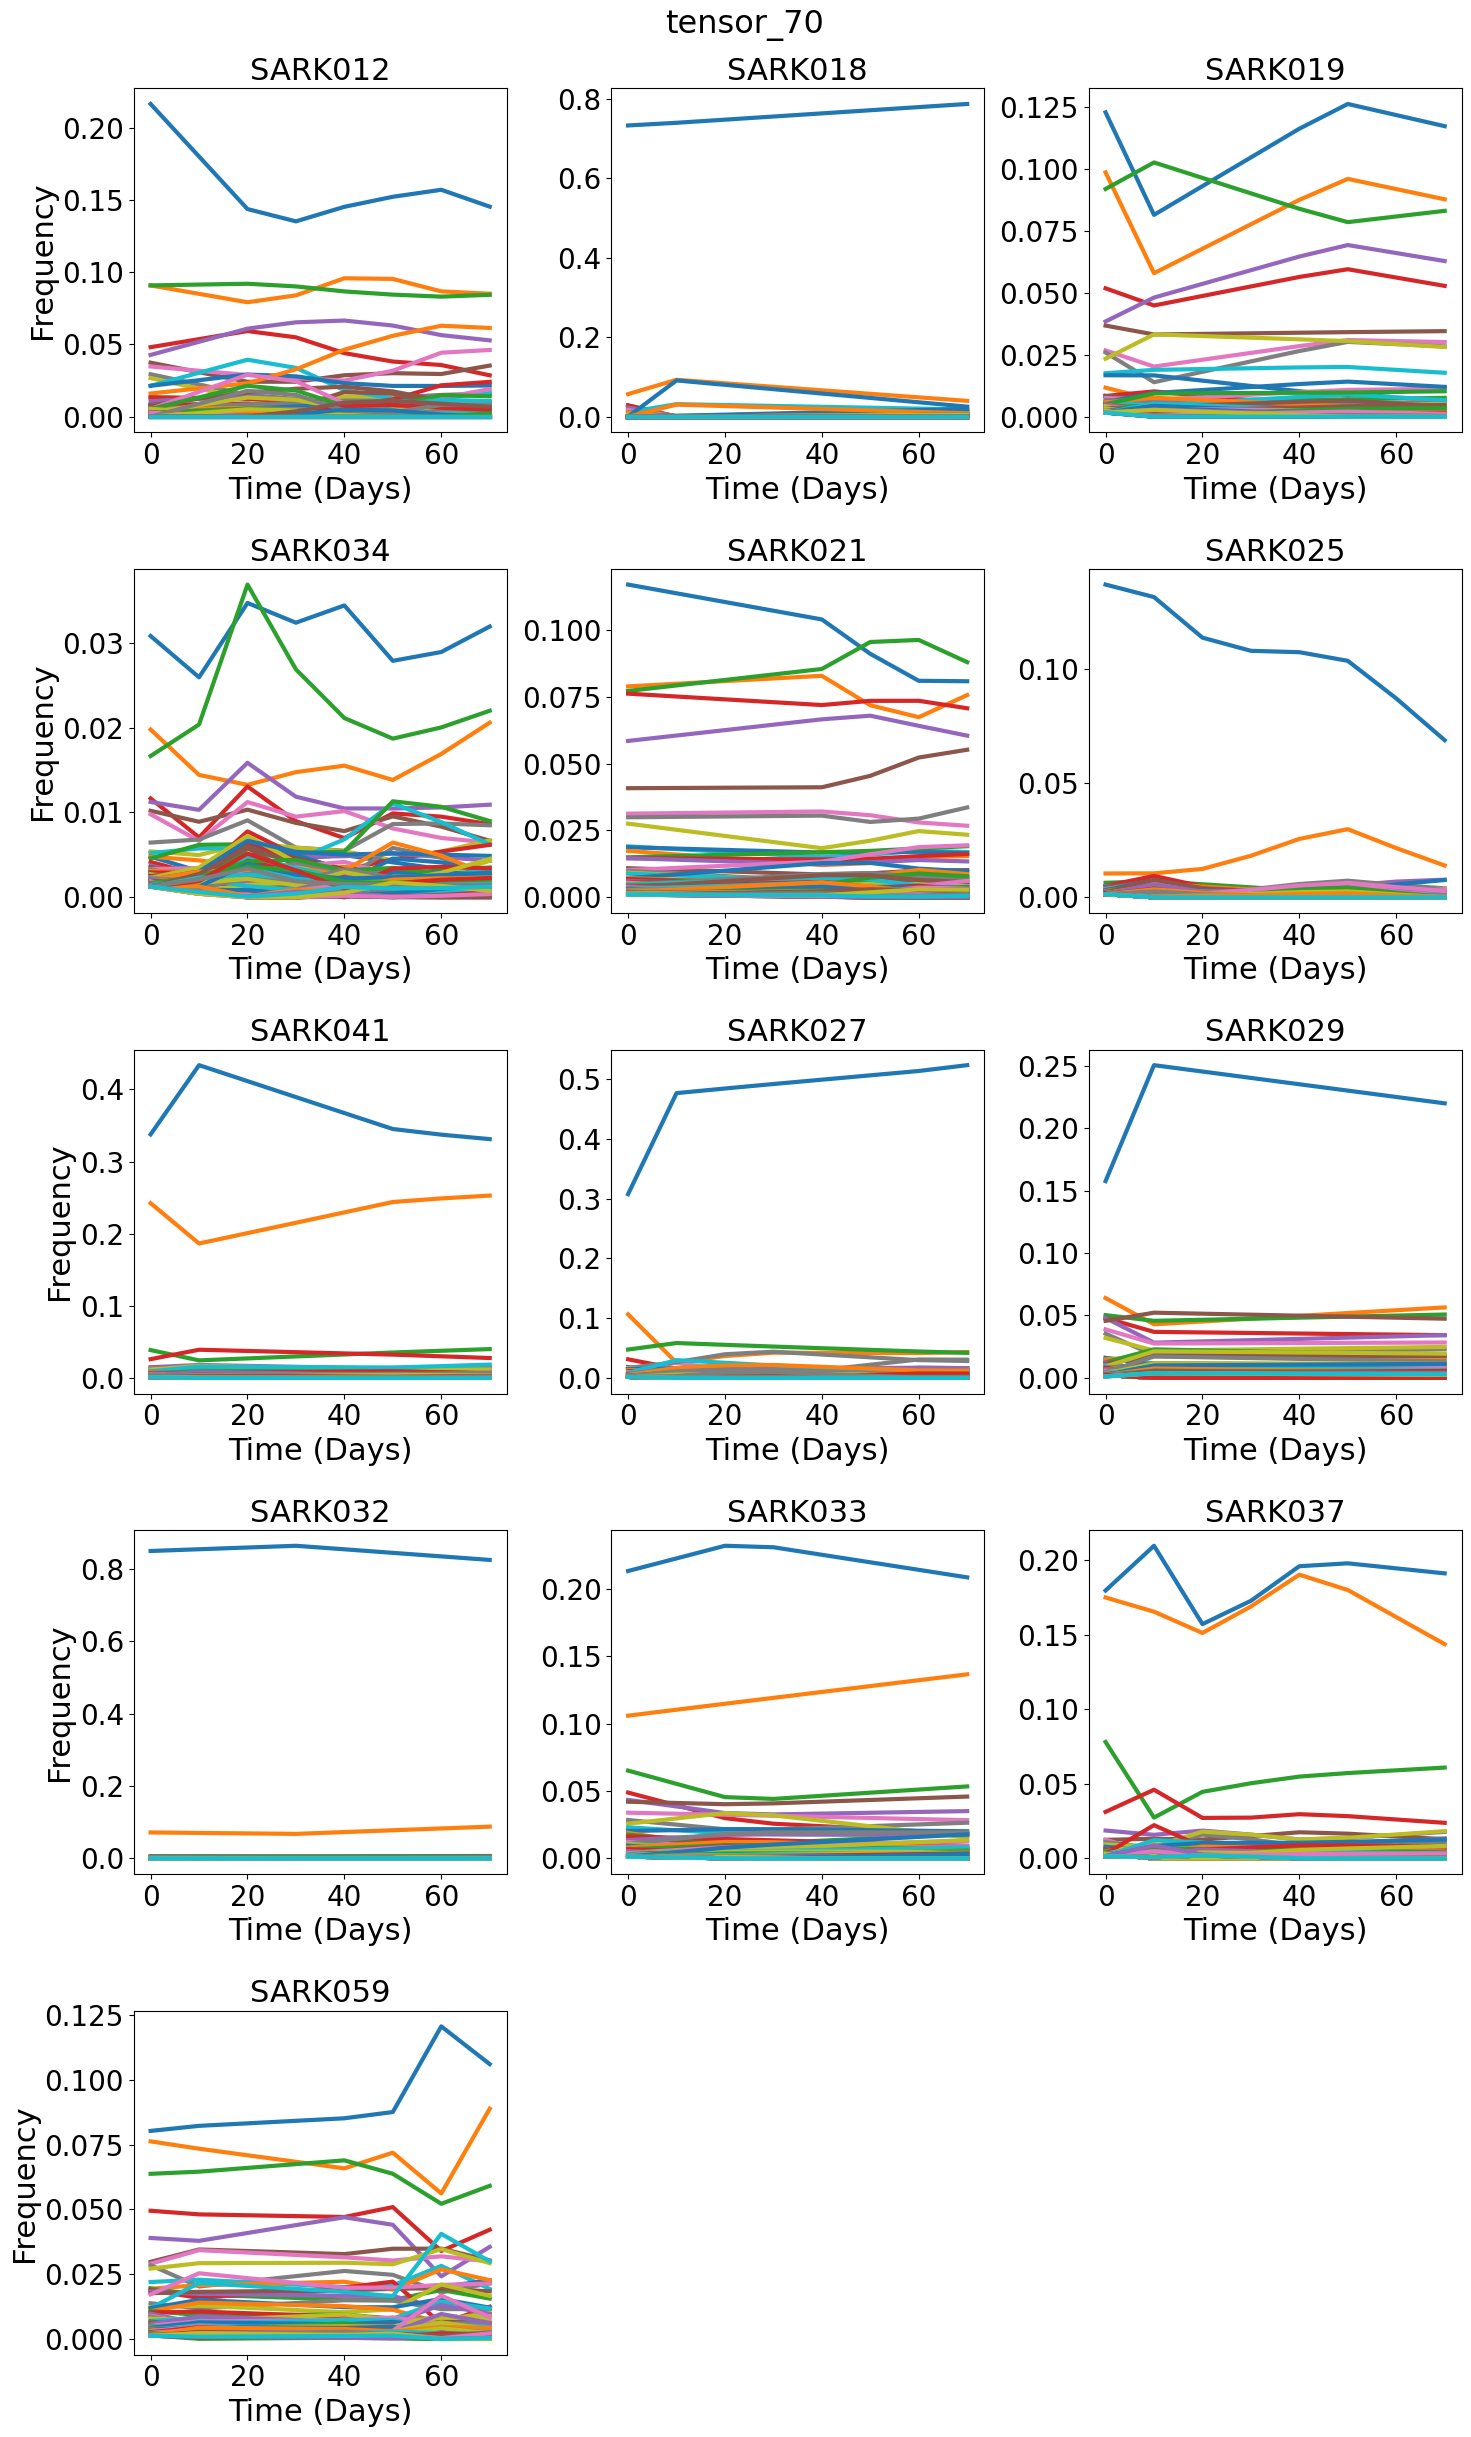 tensor_70
SARK012 SARK018 SARK019
0.20 0.15 0.10 0.05 0.00
0.8 0.6 0.4 0.2 0.0
0.125 0.100 0.075 0.050 0.025 0.000
Frequency
0 20 40 60 0 20 40 60 0 20 40 60
Time (Days) Time (Days) Time (Days)
SARK034 SARK021 SARK025
0.03 0.02 0.01 0.00
0.100 0.075 0.050 0.025 0.000
0.10 0.05 0.00
Frequency
0 20 40 60 0 20 40 60 0 20 40 60
Time (Days) Time (Days) Time (Days)
SARK041 SARK027 SARK029
0.4 0.3 0.2 0.1 0.0
0.5 0.4 0.3 0.2 0.1 0.0
0.25 0.20 0.15 0.10 0.05 0.00
Frequency
0 20 40 60 0 20 40 60 0 20 40 60
Time (Days) Time (Days) Time (Days)
SARK032 SARK033 SARK037
0.8 0.6 0.4 0.2 0.0
0.20 0.15 0.10 0.05 0.00
0.20 0.15 0.10 0.05 0.00
Frequency
0 20 40 60 0 20 40 60 0 20 40 60
Time (Days) Time (Days) Time (Days)
SARK059
0.125 0.100 0.075 0.050 0.025 0.000
Frequency
0 20 40 60
Time (Days)